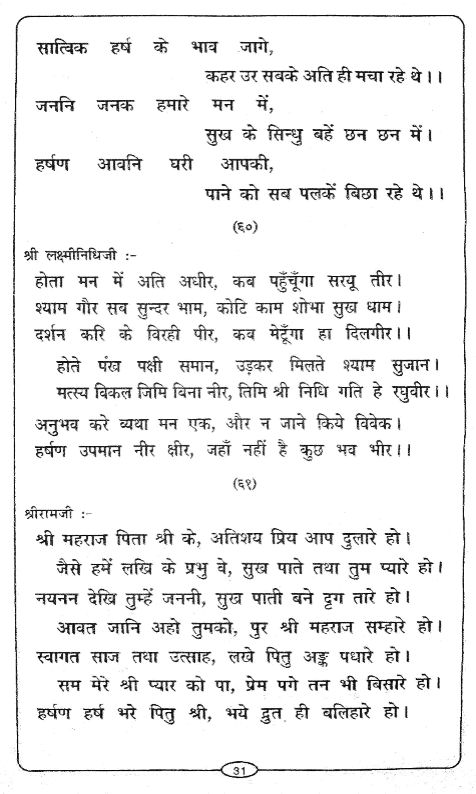 सात्विक हर्ष के भाव जागे,
कहर उर सबके अति ही मचा रहे थे।।
जननि जनक हमारे मन में,
सुख के सिन्धु बहें छन छन में।
हर्षण आवनि घरी आपकी,
पाने को सब पलकें बिछा रहे थे।।
(६०)
श्री लक्ष्मीनिधिजी :-
होता मन में अति अधीर, कब पहुँचूँगा सरयू तीर।
श्याम गौर सब सुन्दर भाम, कोटि काम शोभा सुख धाम।
दर्शन करि के विरही पीर, कब मेटूँगा हा दिलगीर।।
होते पंख पक्षी समान, उड़कर मिलते श्याम सुजान।
मत्स्य विकल जिमि बिना नीर, तिमि श्री निधि गति हे रघुवीर।।
अनुभव करे व्यथा मन एक, और न जाने किये विवेक।
हर्षण उपमान नीर क्षीर, जहाँ नहीं है कुछ भव भीर।।
(६१)
श्रीरामजी :-
श्री महराज पिता श्री के, अतिशय प्रिय आप दुलारे हो।
जैसे हमें लखि के प्रभु वे, सुख पाते तथा तुम प्यारे हो।
नयनन देखि तुम्हें जननी, सुख पाती बने दृग तारे हो।
आवत जानि अहो तुमको, पुर श्री महराज सम्हारे हो।
स्वागत साज तथा उत्साह, लखे पितु अङ्क पधारे हो।
सम मेरे श्री प्यार को पा, प्रेम पगे तन भी बिसारे हो।
हर्षण हर्ष भरे पितु श्री, भये द्रुत ही बलिहारे हो।
31